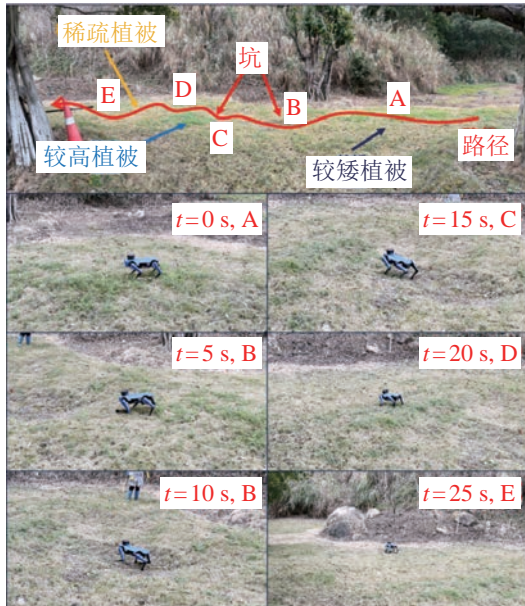 稀疏植被
坑
E
D
B
A
C
较高植被
较矮植被
路径
t=0 s, A
t=15 s, C
t=5 s, B
t=20 s, D
t=10 s, B
t=25 s, E